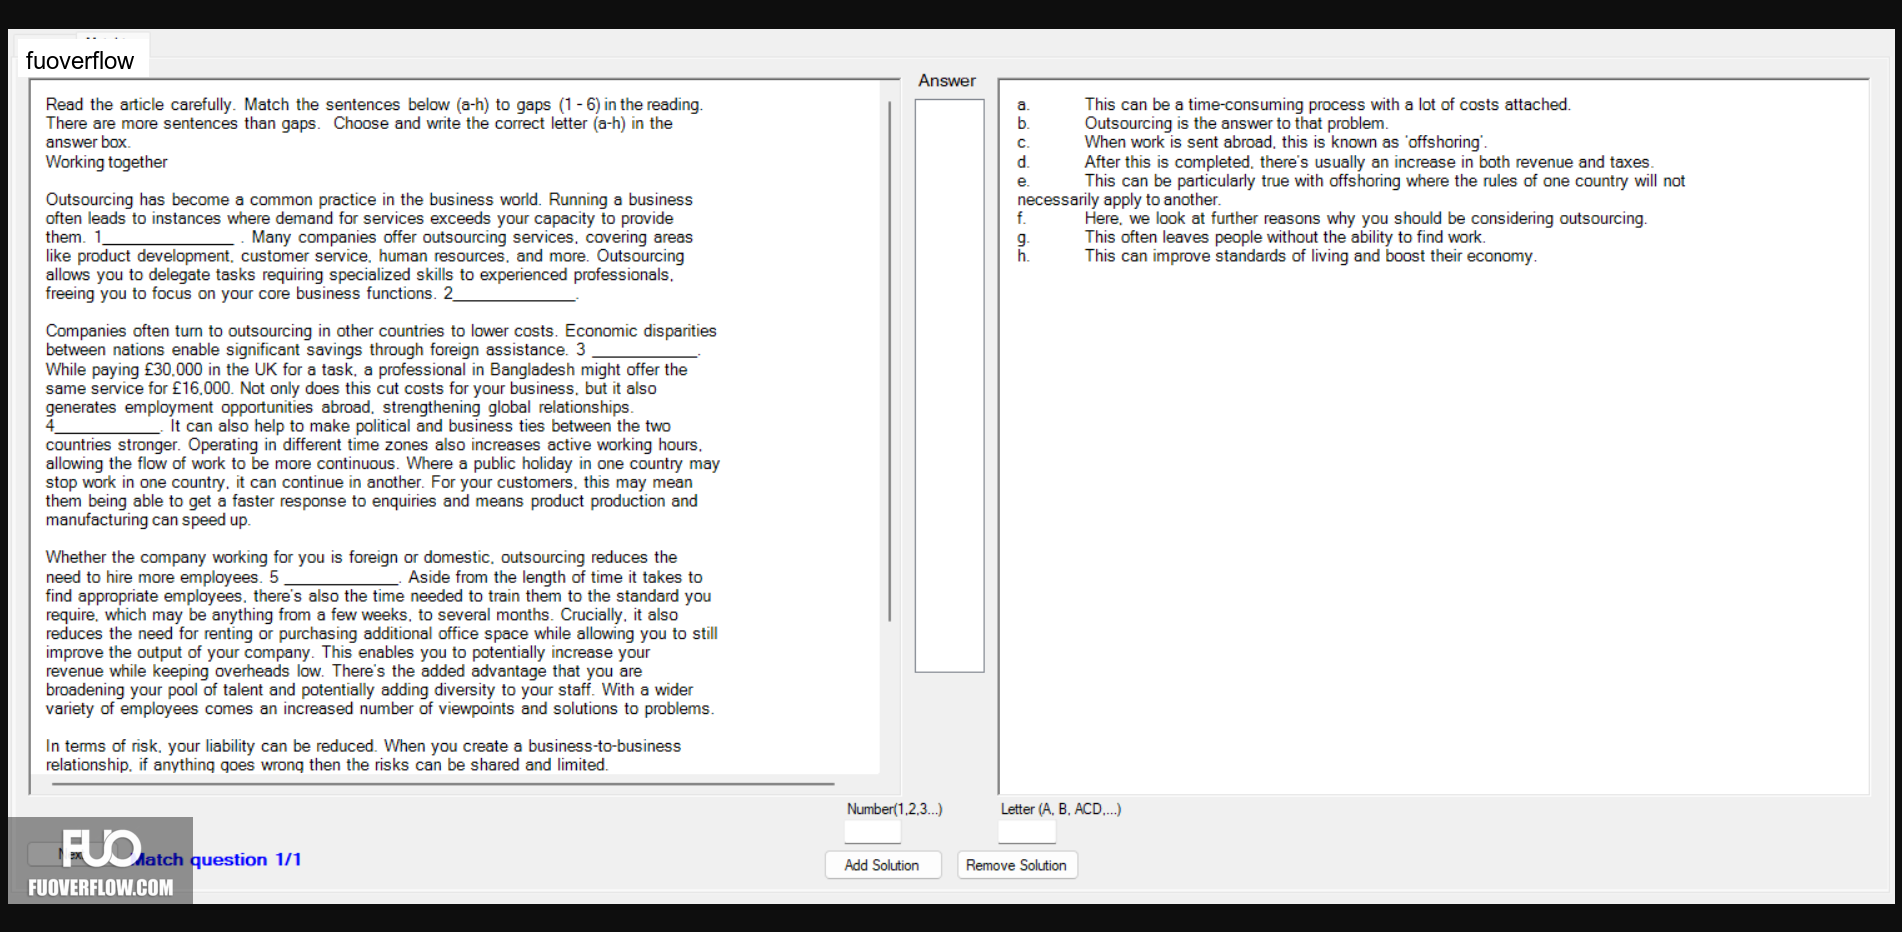 fuoverflow
Answer
Read the article carefully. Match the sentences below (a-h) to gaps (1 - 6) in the reading.
There are more sentences than gaps. Choose and write the correct letter (a-h) in the
answer box.
Working together
Outsourcing has become a common practice in the business world. Running a business
often leads to instances where demand for services exceeds your capacity to provide
them. 1______________ . Many companies offer outsourcing services, covering areas
like product development, customer service, human resources, and more. Outsourcing
allows you to delegate tasks requiring specialized skills to experienced professionals,
freeing you to focus on your core business functions. 2_____________.
Companies often turn to outsourcing in other countries to lower costs. Economic disparities
between nations enable significant savings through foreign assistance. 3 ___________.
While paying £30,000 in the UK for a task, a professional in Bangladesh might offer the
same service for £16,000. Not only does this cut costs for your business, but it also
generates employment opportunities abroad, strengthening global relationships.
4___________. It can also help to make political and business ties between the two
countries stronger. Operating in different time zones also increases active working hours,
allowing the flow of work to be more continuous. Where a public holiday in one country may
stop work in one country, it can continue in another. For your customers, this may mean
them being able to get a faster response to enquiries and means product production and
manufacturing can speed up.
Whether the company working for you is foreign or domestic, outsourcing reduces the
need to hire more employees. 5 ____________. Aside from the length of time it takes to
find appropriate employees, there's also the time needed to train them to the standard you
require, which may be anything from a few weeks, to several months. Crucially, it also
reduces the need for renting or purchasing additional office space while allowing you to still
improve the output of your company. This enables you to potentially increase your
revenue while keeping overheads low. There's the added advantage that you are
broadening your pool of talent and potentially adding diversity to your staff. With a wider
variety of employees comes an increased number of viewpoints and solutions to problems.
In terms of risk, your liability can be reduced. When you create a business-to-business
relationship, if anything goes wrong then the risks can be shared and limited.
a. This can be a time-consuming process with a lot of costs attached.
b. Outsourcing is the answer to that problem.
c. When work is sent abroad, this is known as 'offshoring'.
d. After this is completed, there's usually an increase in both revenue and taxes.
e. This can be particularly true with offshoring where the rules of one country will not
necessarily apply to another.
f. Here, we look at further reasons why you should be considering outsourcing.
g. This often leaves people without the ability to find work.
h. This can improve standards of living and boost their economy.
Number(1,2,3...)
Letter (A, B, ACD,...)
Add Solution
Remove Solution
Match question 1/1
FUO
FUOVERFLOW.COM